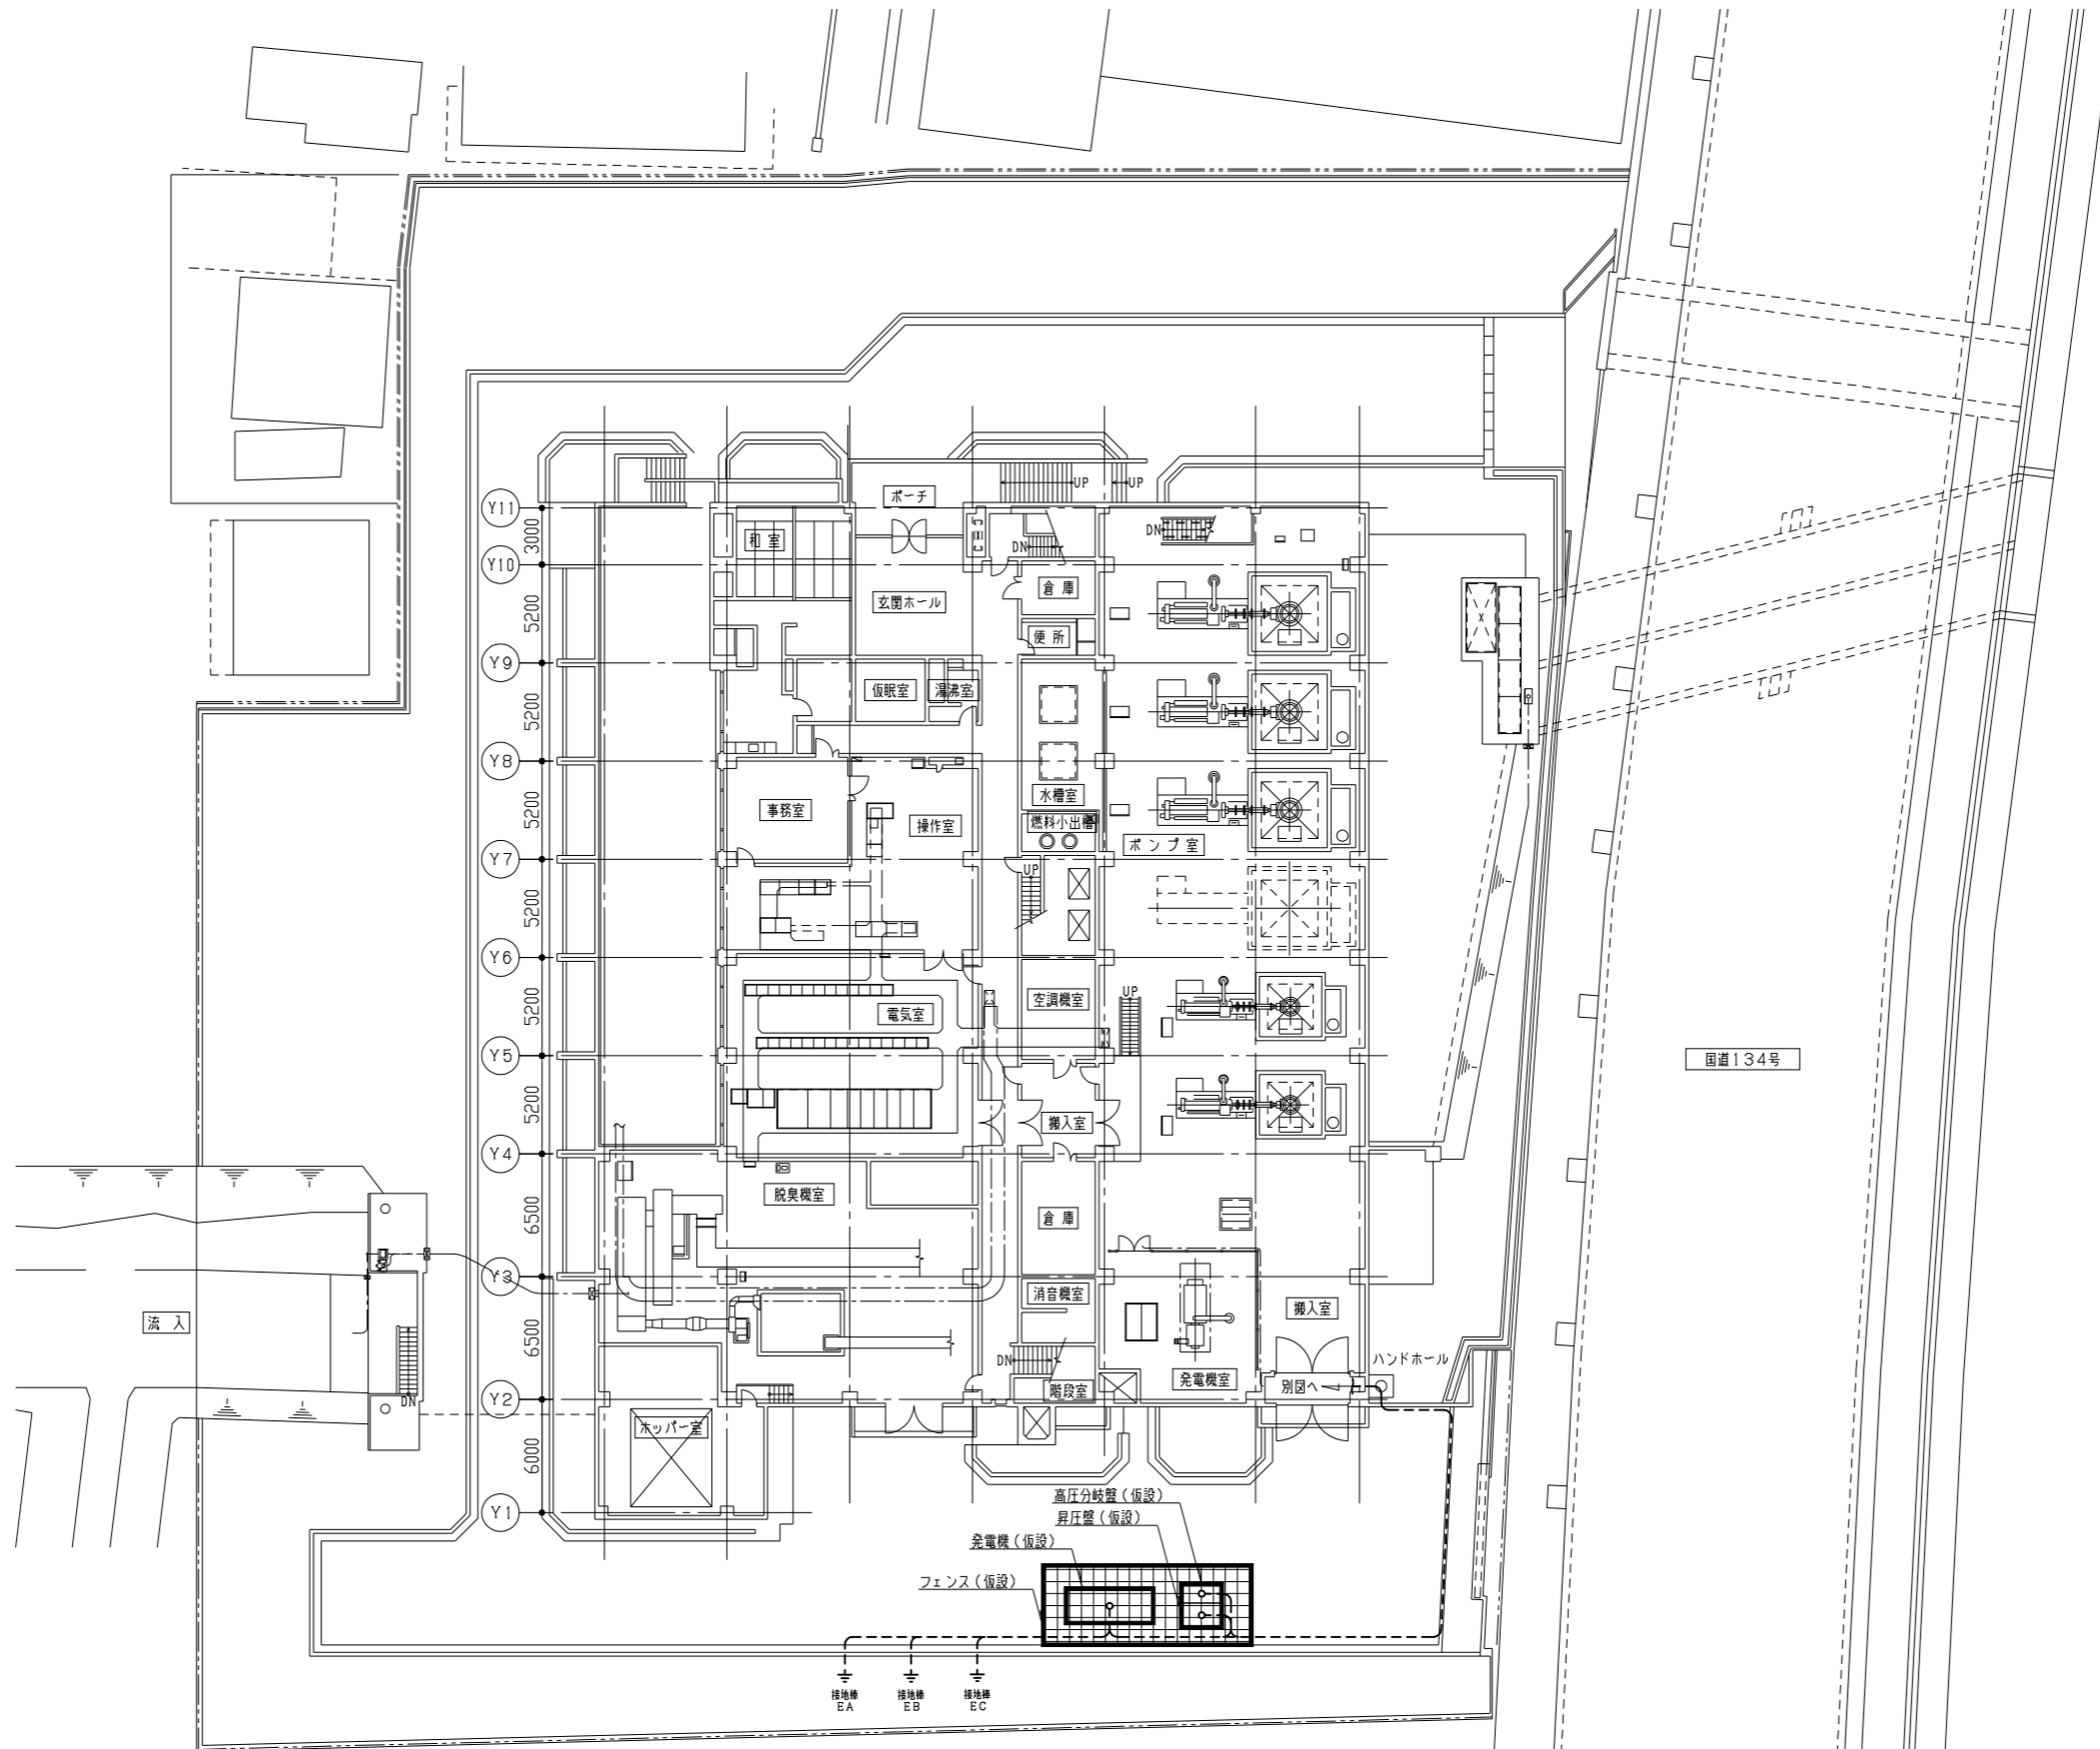 ポーチ
UP
UP
Y11
3000
和室
DN
DN
Y10
倉庫
玄関ホール
5200
便所
Y9
仮眠室
湯沸室
5200
Y8
水槽室
事務室
操作室
燃料小出槽
5200
ポンプ室
Y7
UP
5200
Y6
空調機室
UP
電気室
5200
Y5
国道134号
5200
搬入室
Y4
脱臭機室
倉庫
6500
Y3
消音機室
搬入室
流入
6500
DN
階段室
発電機室
ハンドホール
別図へ
Y2
DN
ホッパー室
6000
高圧分岐盤(仮設)
Y1
昇圧盤(仮設)
発電機(仮設)
フェンス(仮設)
接地棒
EA
接地棒
EB
接地棒
EC